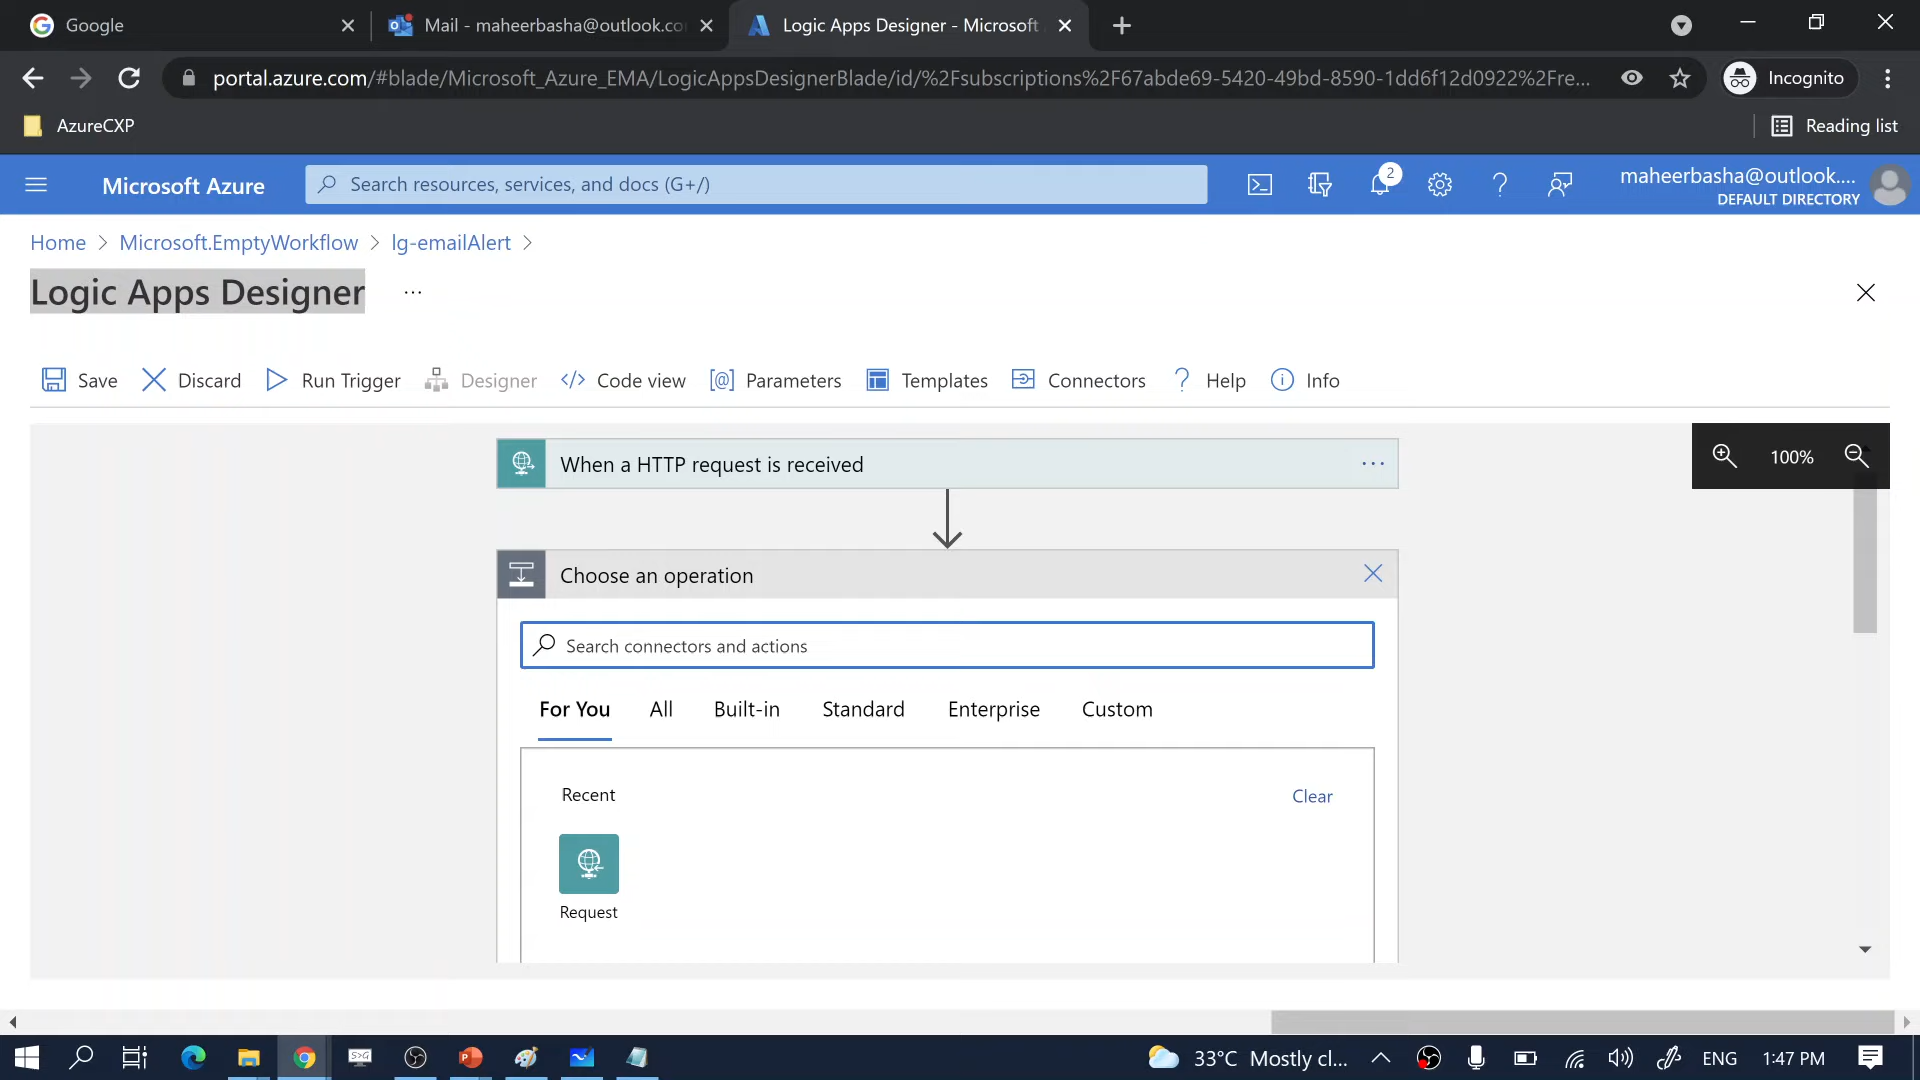 Google
Mail - maheerbasha@outlook.co
Logic Apps Designer - Microsoft
portal.azure.com/#blade/Microsoft_Azure_EMA/LogicAppsDesignerBlade/id/%2Fsubscriptions%2F67abde69-5420-49bd-8590-1dd6f12d0922%2Fre...
Incognito
AzureCXP
Reading list
Microsoft Azure
Search resources, services, and docs (G+/)
2
maheerbasha@outlook....
DEFAULT DIRECTORY
Home > Microsoft.EmptyWorkflow > lg-emailAlert >
Logic Apps Designer ...
Save Discard Run Trigger Designer Code view Parameters Templates Connectors Help Info
When a HTTP request is received
100%
Choose an operation
Search connectors and actions
For You All Built-in Standard Enterprise Custom
Recent
Clear
Request
33°C Mostly cl... ENG 1:47 PM